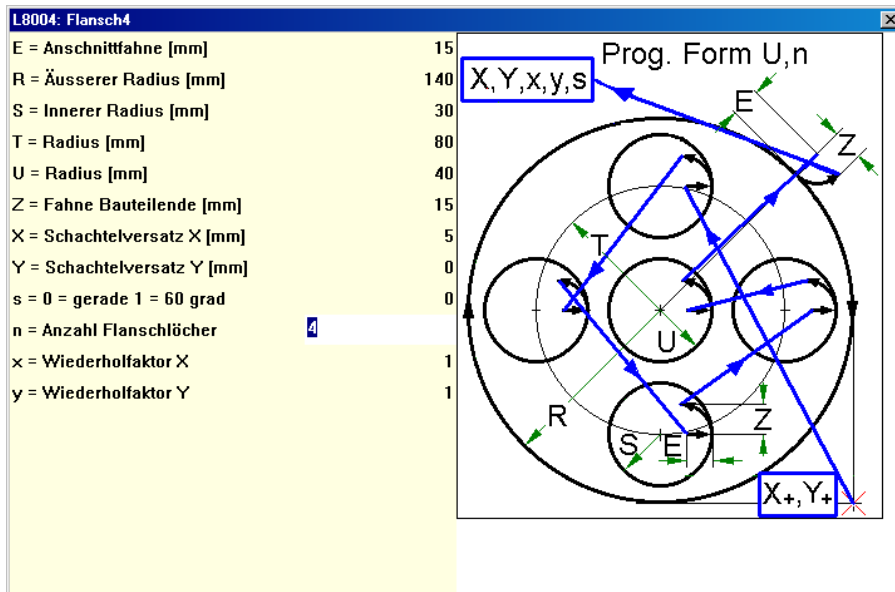 L8004: Flansch4
E = Anschnittfahne [mm] 15
R = Äusserer Radius [mm] 140
S = Innerer Radius [mm] 30
T = Radius [mm] 80
U = Radius [mm] 40
Z = Fahne Bauteilende [mm] 15
X = Schachtelversatz X [mm] 5
Y = Schachtelversatz Y [mm] 0
s = 0 = gerade 1 = 60 grad 0
n = Anzahl Flanschlöcher 4
x = Wiederholfaktor X 1
y = Wiederholfaktor Y 1
Prog. Form U,n
X,Y,x,y,s
E
Z
T
U
R
S
E
Z
X+,Y+